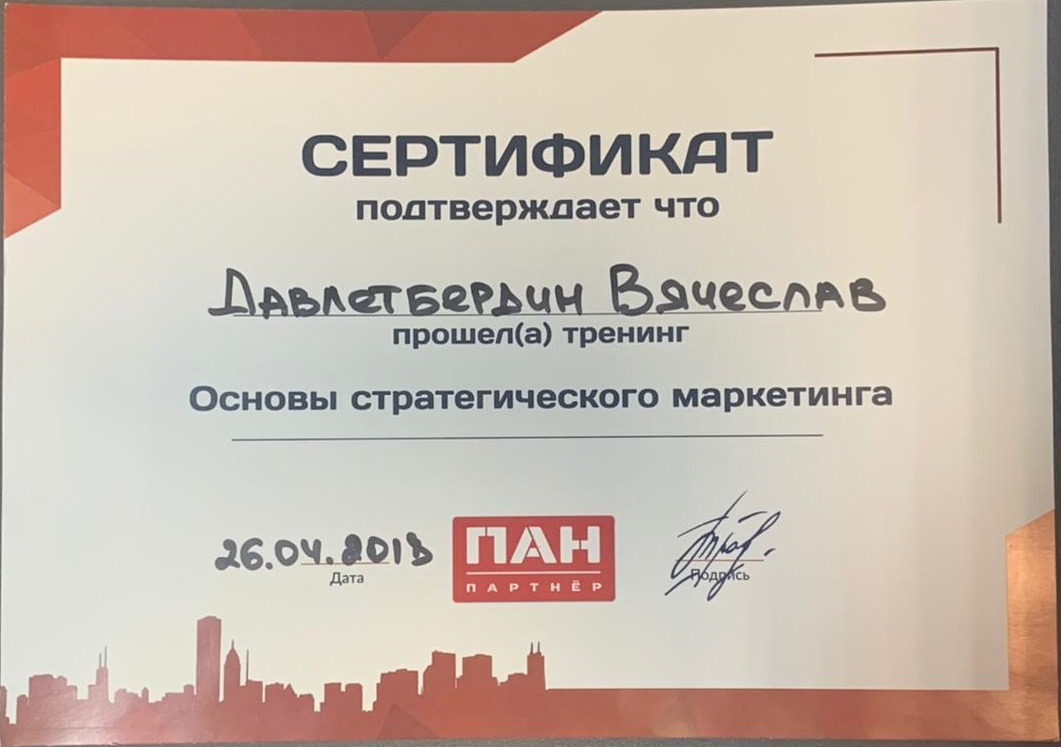 СЕРТИФИКАТ
подтверждает что
Давлетбердин Вячеслав
прошел(а) тренинг
Основы стратегического маркетинга
26.04.2018
Дата
ПАН
ПАРТНЁР
Подпись